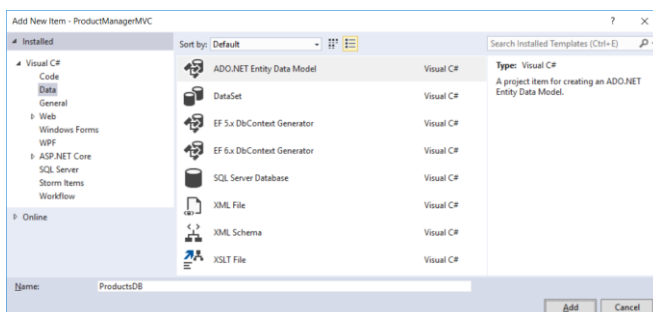 Add New Item - ProductManagerMVC
? ×
Installed
Sort by: Default
Search Installed Templates (Ctrl+E)
Visual C#
Code
Data
General
Web
Windows Forms
WPF
ASP.NET Core
SQL Server
Storm Items
Workflow
Online
ADO.NET Entity Data Model Visual C#
DataSet Visual C#
EF 5.x DbContext Generator Visual C#
EF 6.x DbContext Generator Visual C#
SQL Server Database Visual C#
XML File Visual C#
XML Schema Visual C#
XSLT File Visual C#
Type: Visual C#
A project item for creating an ADO.NET
Entity Data Model.
Name: ProductsDB
Add Cancel